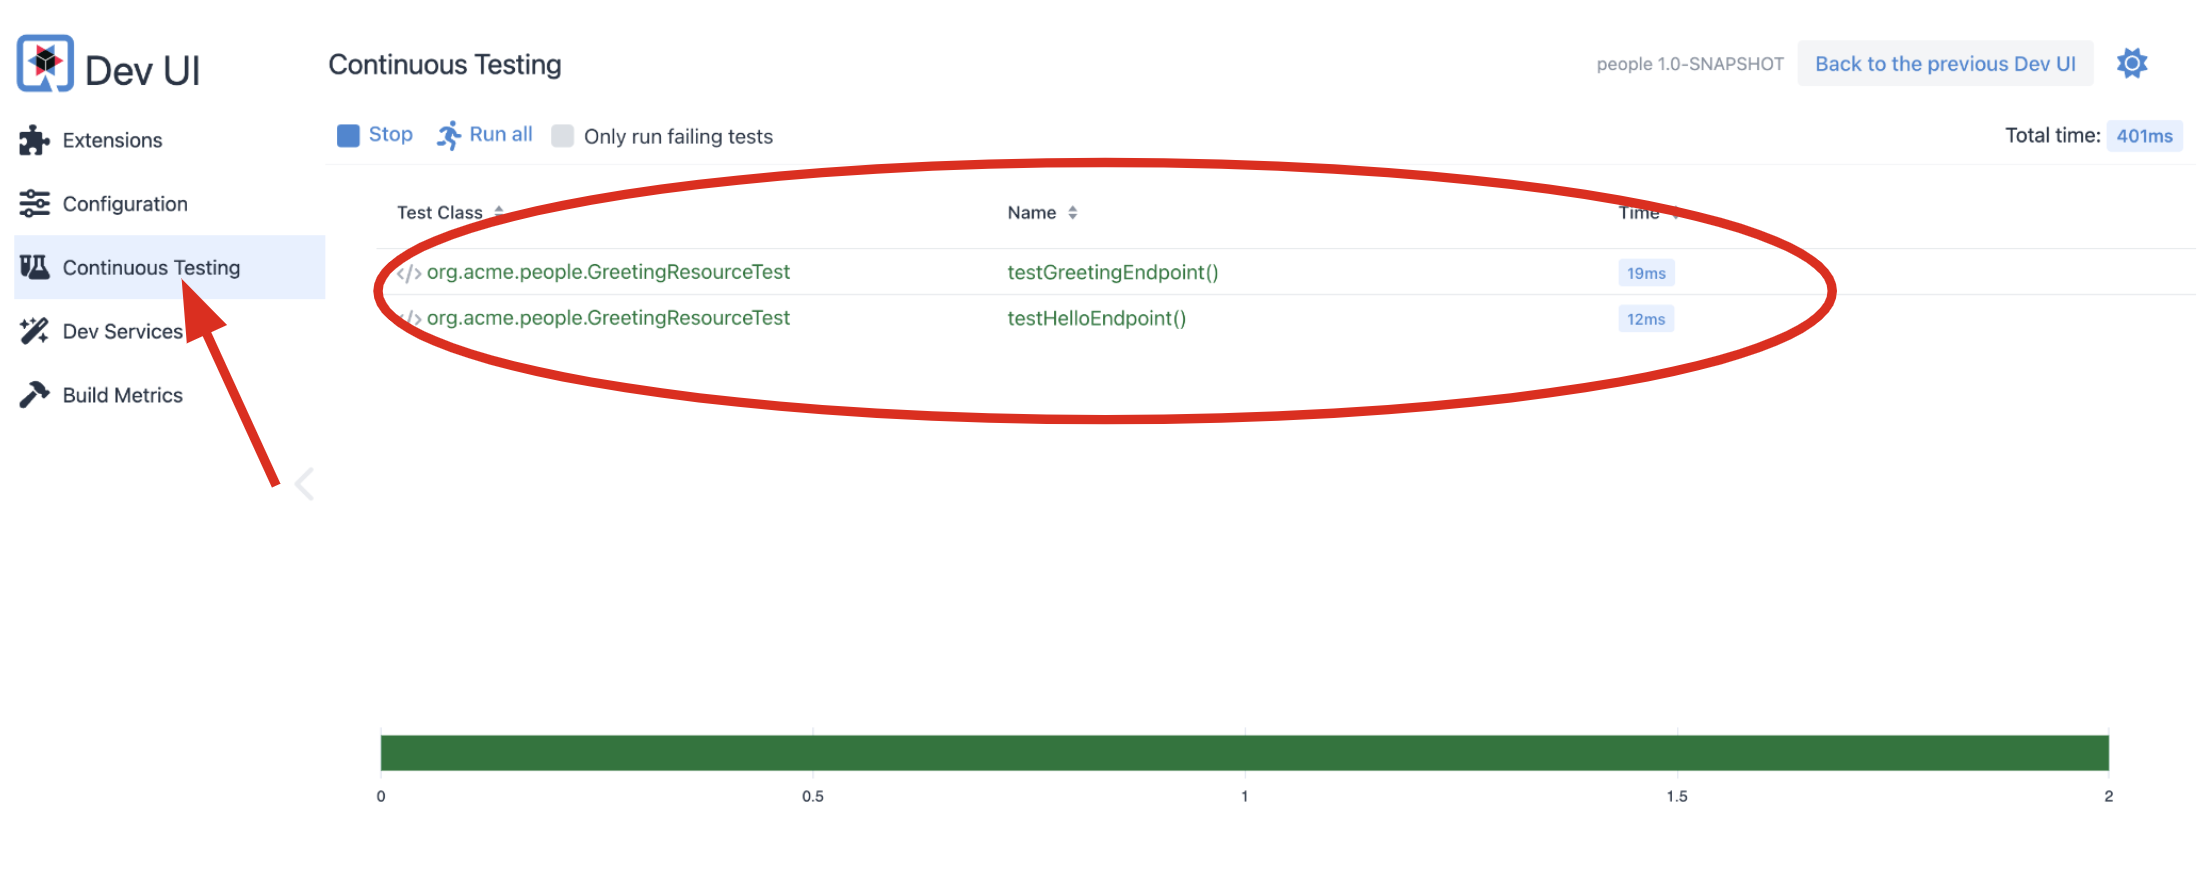 Dev UI
Continuous Testing
people 1.0-SNAPSHOT
Back to the previous Dev UI
Extensions
Configuration
Continuous Testing
Dev Services
Build Metrics
Stop
Run all
Only run failing tests
Total time: 401ms
Test Class Name Time
</> org.acme.people.GreetingResourceTest testGreetingEndpoint() 19ms
</> org.acme.people.GreetingResourceTest testHelloEndpoint() 12ms
0 0.5 1 1.5 2